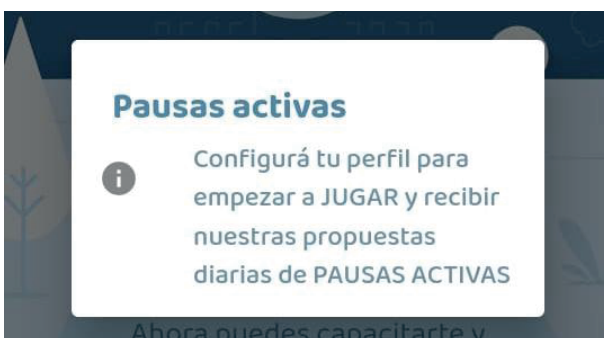 Pausas activas
Configurá tu perfil para
empezar a JUGAR y recibir
nuestras propuestas
diarias de PAUSAS ACTIVAS
Ahora puedes capacitarte y